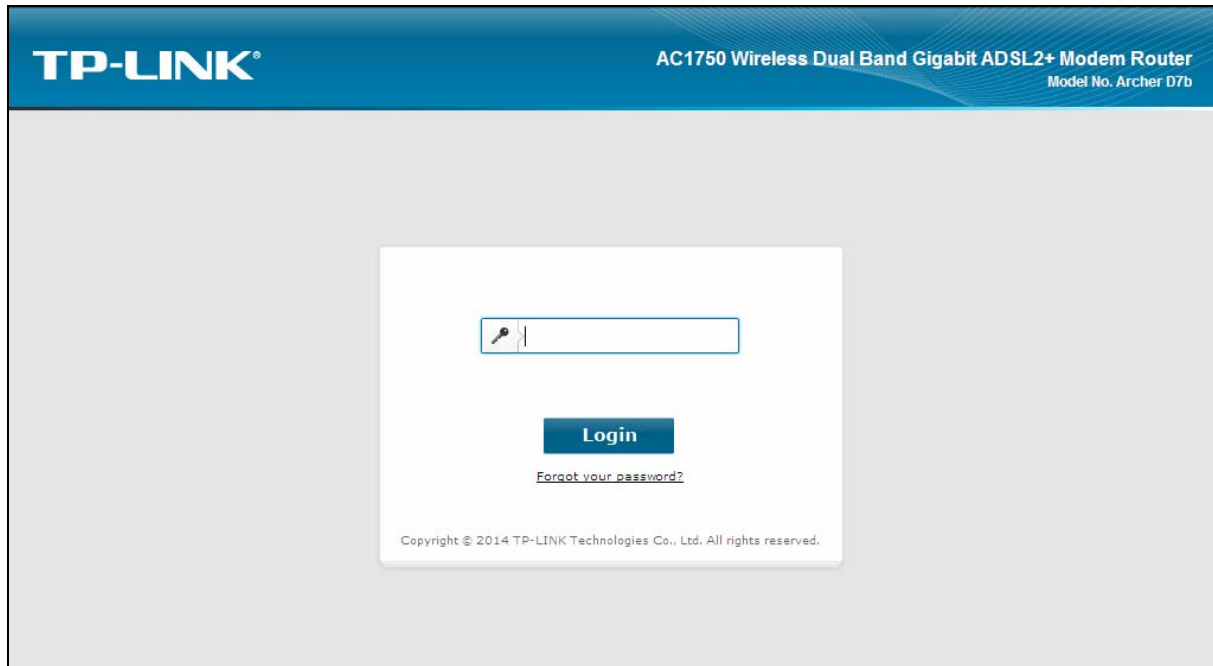 TP-LINK®
AC1750 Wireless Dual Band Gigabit ADSL2+ Modem Router
Model No. Archer D7b
Login
Forgot your password?
Copyright © 2014 TP-LINK Technologies Co., Ltd. All rights reserved.